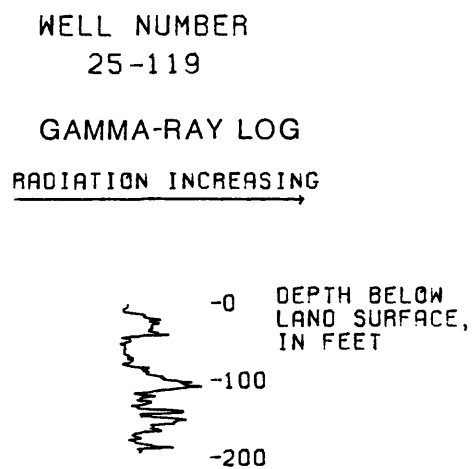 WELL NUMBER
25-119
GAMMA-RAY LOG
RADIATION INCREASING
-0
DEPTH BELOW
LAND SURFACE,
IN FEET
-100
-200